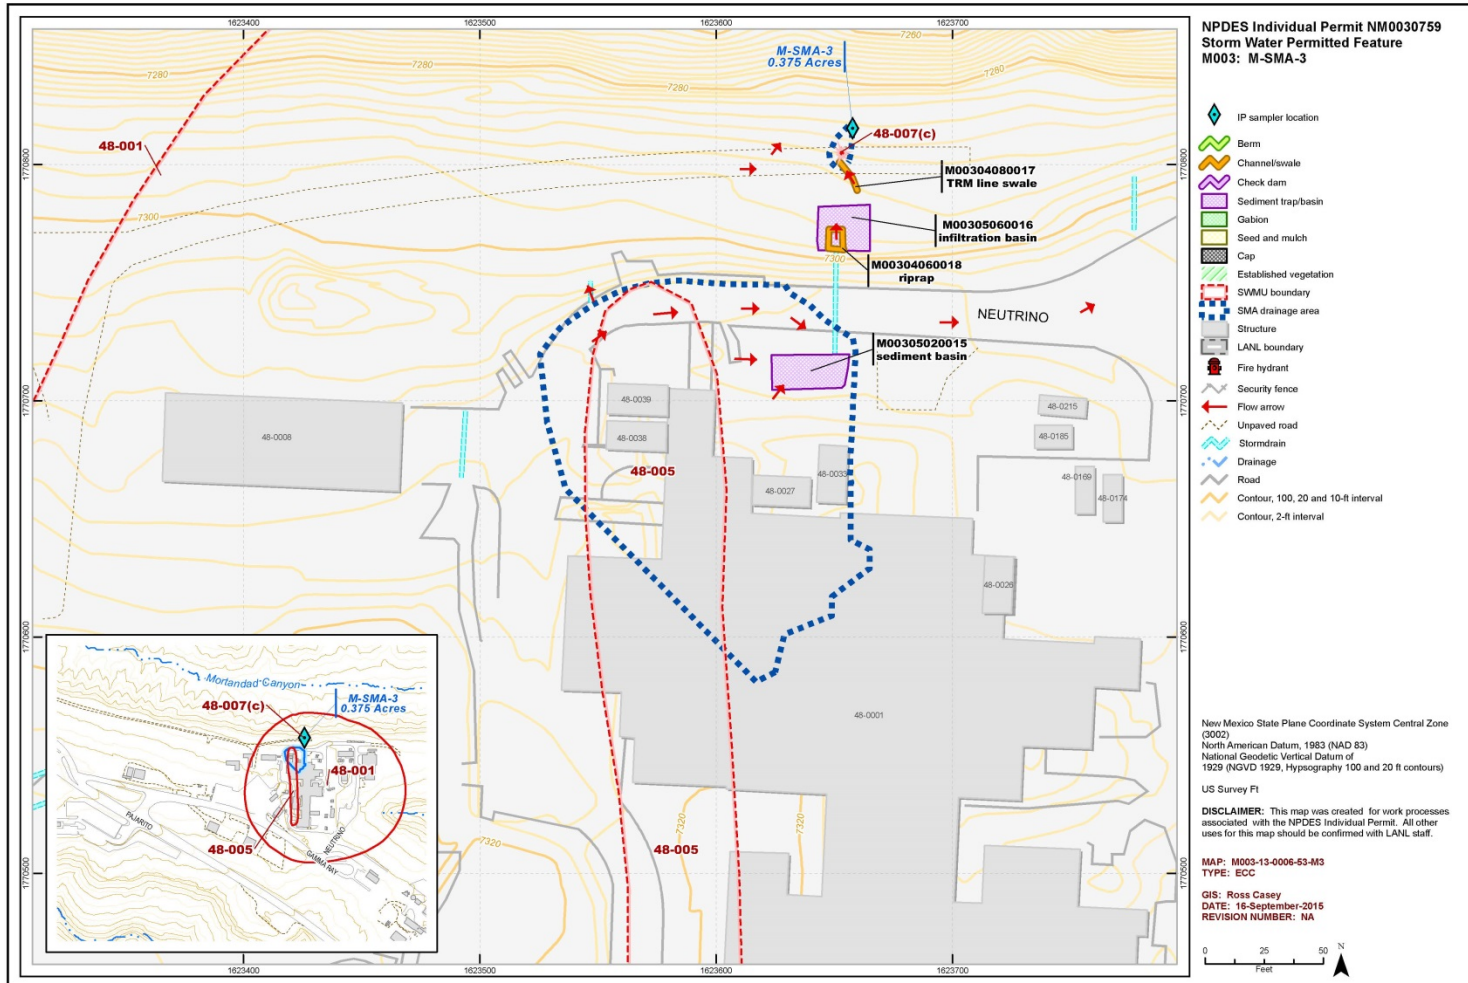 1623400
1623500
1623600
1623700
NPDES Individual Permit NM0030759
Storm Water Permitted Feature
M003: M-SMA-3
7260
7280
7280
7280
M-SMA-3
0.375 Acres
48-001
48-007(c)
1770800
1770800
M00304080017
TRM line swale
7300
M00305060016
infiltration basin
7300
M00304060018
riprap
NEUTRINO
M00305020015
sediment basin
1770700
1770700
48-0008
48-0039
48-0038
48-0215
48-0185
48-005
48-0027
48-0033
48-0169
48-0174
48-0026
1770600
1770600
48-0001
7320
7320
48-005
1770500
1770500
1623400
1623500
1623600
1623700
Mortandad Canyon
M-SMA-3
0.375 Acres
48-007(c)
48-001
48-005
PAJARITO
NEUTRINO
GAMMA RAY
IP sampler location
Berm
Channel/swale
Check dam
Sediment trap/basin
Gabion
Seed and mulch
Cap
Established vegetation
SWMU boundary
SMA drainage area
Structure
LANL boundary
Fire hydrant
Security fence
Flow arrow
Unpaved road
Stormdrain
Drainage
Road
Contour, 100, 20 and 10-ft interval
Contour, 2-ft interval
New Mexico State Plane Coordinate System Central Zone
(3002)
North American Datum, 1983 (NAD 83)
National Geodetic Vertical Datum of
1929 (NGVD 1929, Hypsography 100 and 20 ft contours)
US Survey Ft
DISCLAIMER: This map was created for work processes
associated with the NPDES Individual Permit. All other
uses for this map should be confirmed with LANL staff.
MAP: M003-13-0006-53-M3
TYPE: ECC
GIS: Ross Casey
DATE: 16-September-2015
REVISION NUMBER: NA
0 25 50
Feet
N